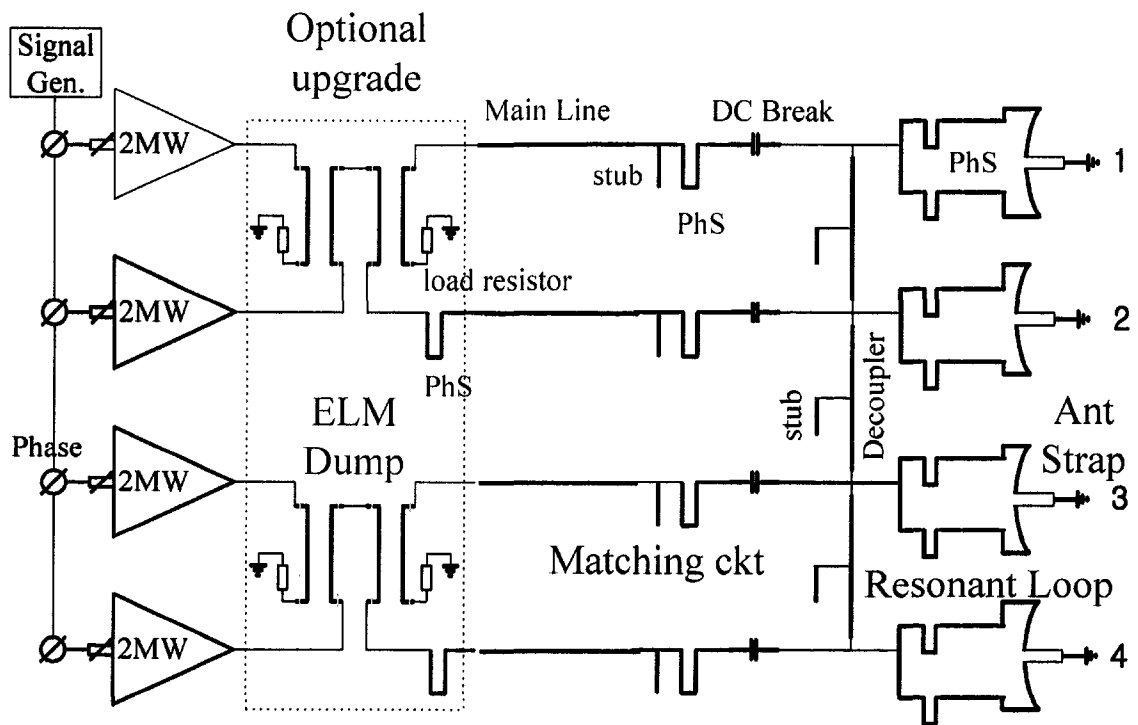 Signal
Gen.
Optional
upgrade
Main Line
DC Break
2MW
stub
PhS
PhS
1
load resistor
2MW
PhS
2
stub
Decoupler
ELM
Dump
Ant
Strap
Phase
2MW
3
Matching ckt
Resonant Loop
2MW
4